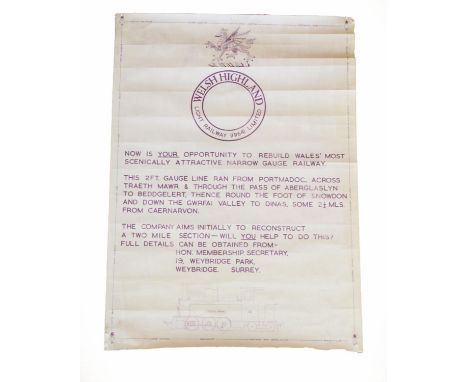 WELSH HIGHLAND
LIGHT RAILWAY (1964) LIMITED
NOW IS YOUR OPPORTUNITY TO REBUILD WALES' MOST
SCENICALLY ATTRACTIVE NARROW GAUGE RAILWAY.
THIS 2FT. GAUGE LINE RAN FROM PORTMADOC, ACROSS
TRAETH MAWR & THROUGH THE PASS OF ABERGLASLYN
TO BEDDGELERT, THENCE ROUND THE FOOT OF SNOWDON
AND DOWN THE GWRFAI VALLEY TO DINAS, SOME 2½ MLS.
FROM CAERNARVON.
THE COMPANY AIMS INITIALLY TO RECONSTRUCT
A TWO MILE SECTION—WILL YOU HELP TO DO THIS?
FULL DETAILS CAN BE OBTAINED FROM:-
HON. MEMBERSHIP SECRETARY,
19, WEYBRIDGE PARK,
WEYBRIDGE. SURREY.